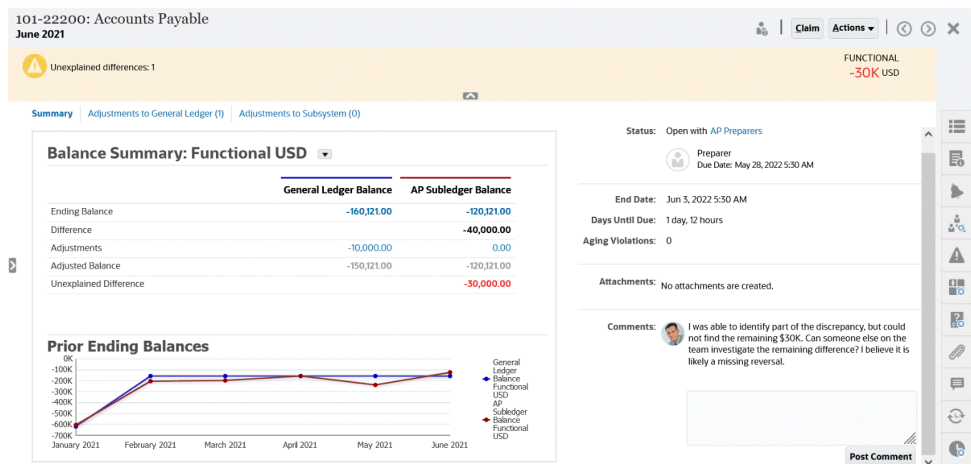 101-22200: Accounts Payable
June 2021
Claim
Actions
Unexplained differences: 1
FUNCTIONAL
-30K USD
Summary
Adjustments to General Ledger (1)
Adjustments to Subsystem (0)
Balance Summary: Functional USD
General Ledger Balance AP Subledger Balance
Ending Balance -160,121.00 -120,121.00
Difference -40,000.00
Adjustments -10,000.00 0.00
Adjusted Balance -150,121.00 -120,121.00
Unexplained Difference -30,000.00
Prior Ending Balances
0K
-100K
-200K
-300K
-400K
-500K
-600K
-700K
January 2021 February 2021 March 2021 April 2021 May 2021 June 2021
General
Ledger
Balance
Functional
USD
AP
Subledger
Balance
Functional
USD
Status: Open with AP Preparers
Preparer
Due Date: May 28, 2022 5:30 AM
End Date: Jun 3, 2022 5:30 AM
Days Until Due: 1 day, 12 hours
Aging Violations: 0
Attachments: No attachments are created.
Comments: I was able to identify part of the discrepancy, but could
not find the remaining $30K. Can someone else on the
team investigate the remaining difference? I believe it is
likely a missing reversal.
Post Comment